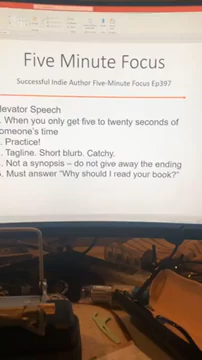 Five Minute Focus
Successful Indie Author Five-Minute Focus Ep397
levator Speech
. When you only get five to twenty seconds of
omeone's time
. Practice!
. Tagline. Short blurb. Catchy.
. Not a synopsis – do not give away the ending
. Must answer "Why should I read your book?"